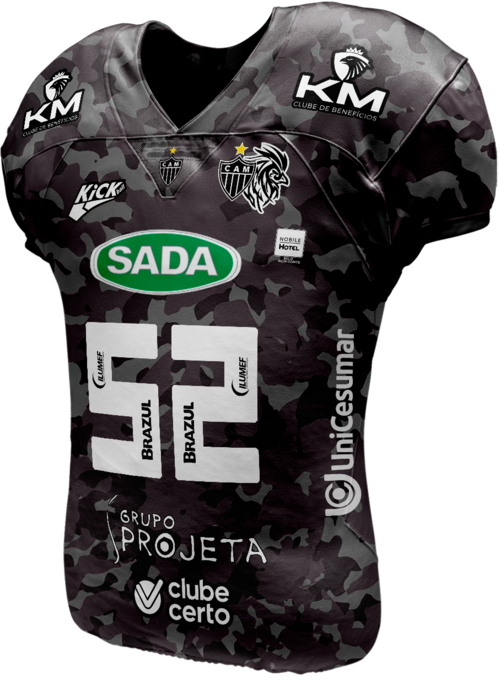 KM
CLUBE DE BENEFÍCIOS
KM
CLUBE DE BENEFÍCIOS
CAM
CAM
KiCK
NOBILE
HOTEL
SADA
52
ILUMEF
ILUMEF
BRAZUL
BRAZUL
UniCesumar
GRUPO
PROJETA
clube
certo